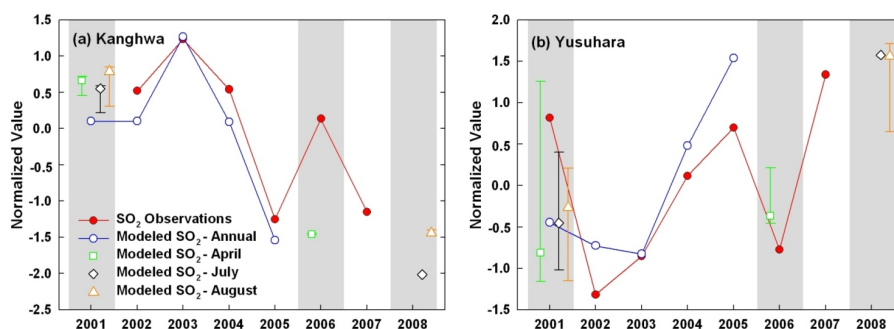 (a) Kanghwa
Normalized Value
1.5
1.0
0.5
0.0
-0.5
-1.0
-1.5
-2.0
-2.5
SO2 Observations
Modeled SO2 - Annual
Modeled SO2 - April
Modeled SO2 - July
Modeled SO2 - August
2001 2002 2003 2004 2005 2006 2007 2008
(b) Yusuhara
Normalized Value
2.0
1.5
1.0
0.5
0.0
-0.5
-1.0
-1.5
2001 2002 2003 2004 2005 2006 2007 2008